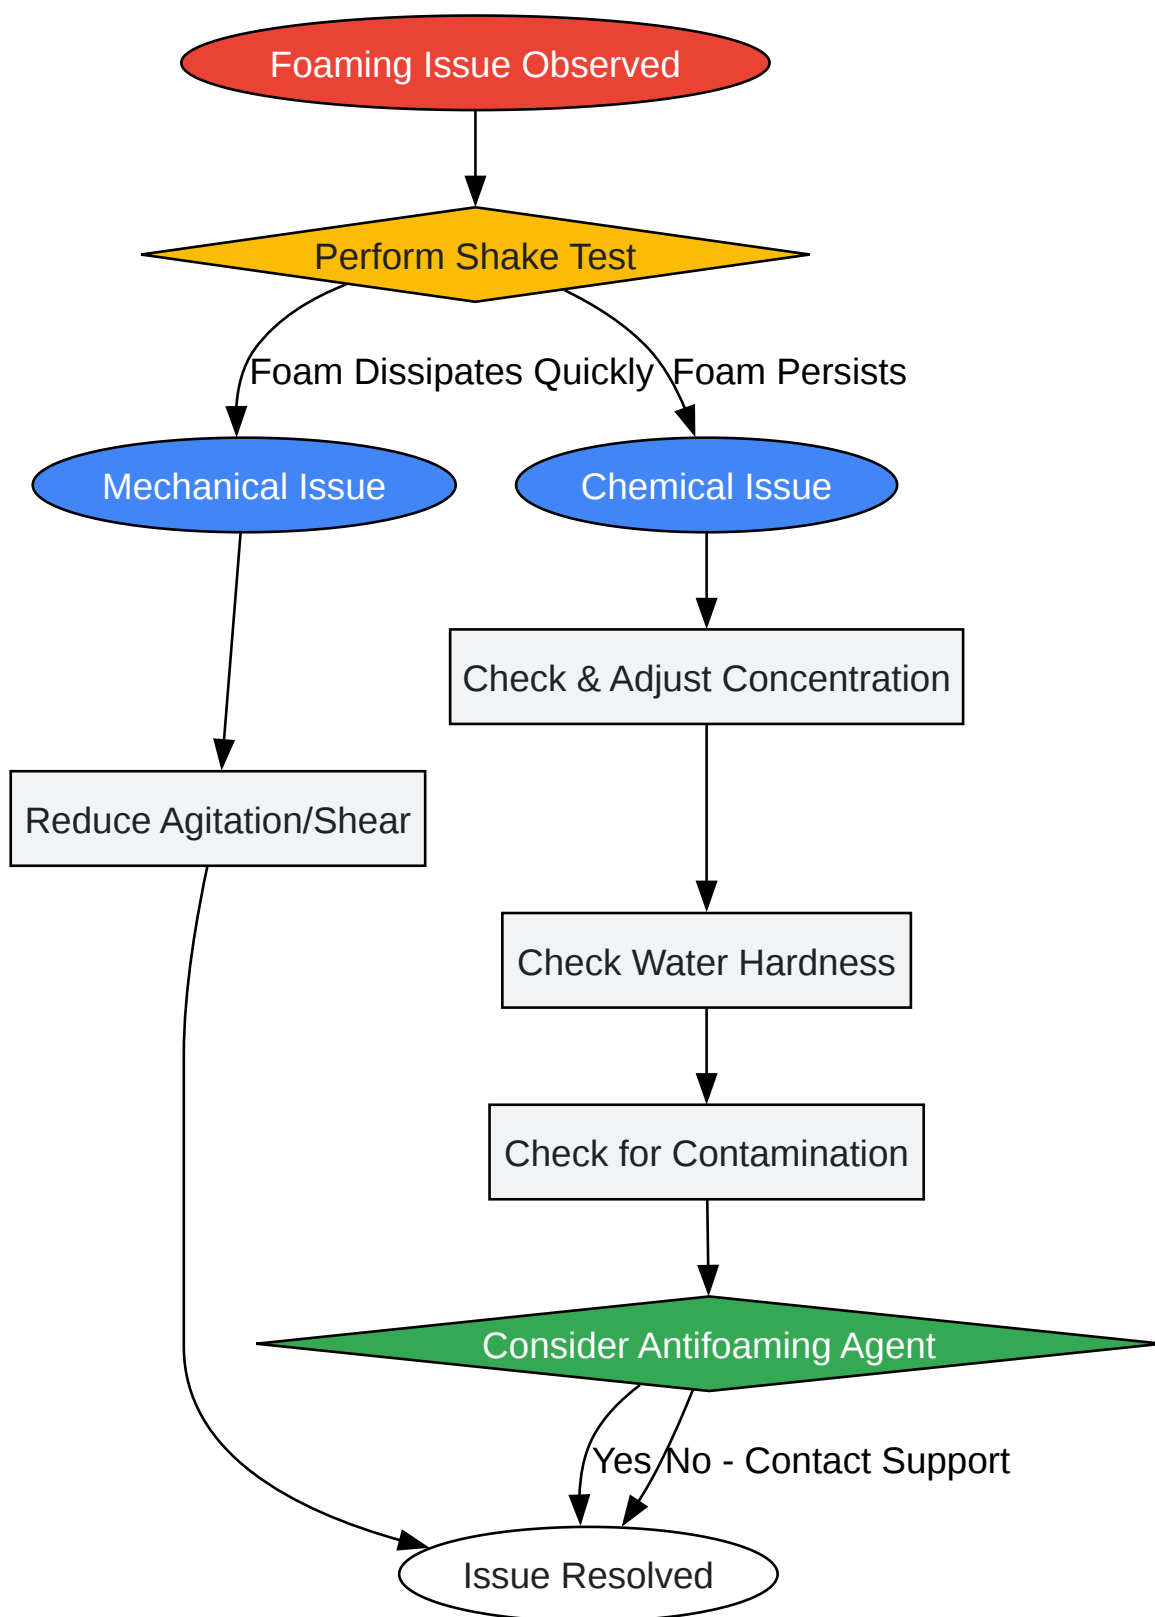 Foaming Issue Observed
Perform Shake Test
Foam Dissipates Quickly
Foam Persists
Mechanical Issue
Chemical Issue
Check & Adjust Concentration
Reduce Agitation/Shear
Check Water Hardness
Check for Contamination
Consider Antifoaming Agent
Yes
No - Contact Support
Issue Resolved